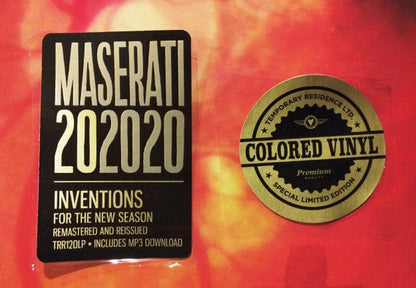 MASERATI
202020
INVENTIONS
FOR THE NEW SEASON
REMASTERED AND REISSUED
TRR120LP • INCLUDES MP3 DOWNLOAD
TEMPORARY RESIDENCE LTD.
COLORED VINYL
Premium
QUALITY
SPECIAL LIMITED EDITION